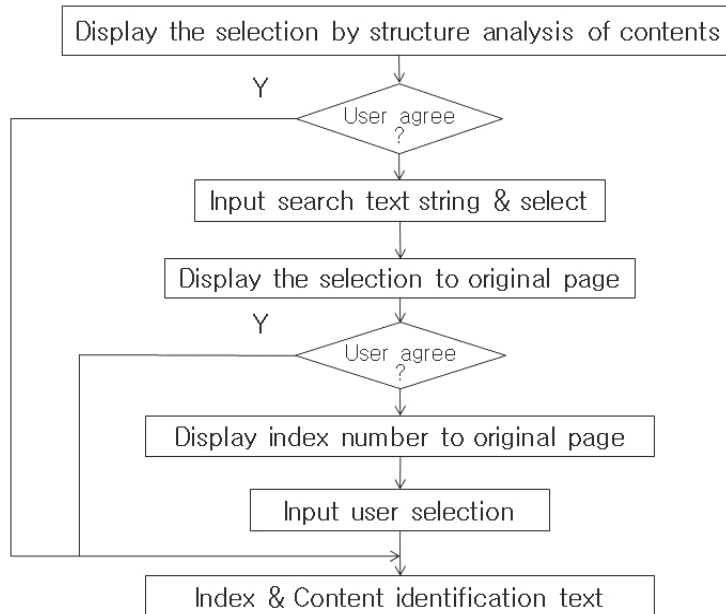 Display the selection by structure analysis of contents
Y
User agree
?
Input search text string & select
Display the selection to original page
Y
User agree
?
Display index number to original page
Input user selection
Index & Content identification text